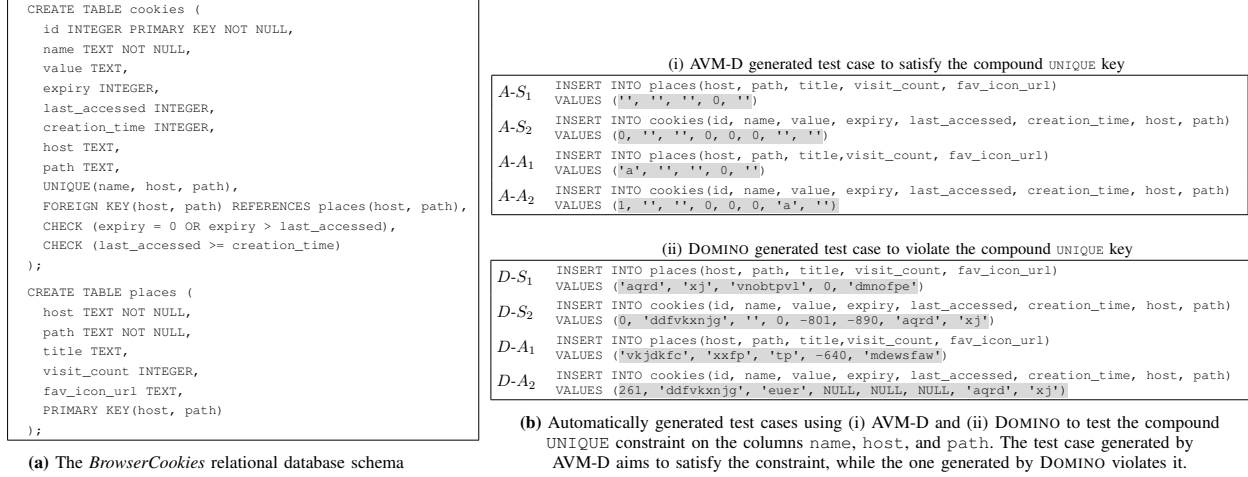 CREATE TABLE cookies (
id INTEGER PRIMARY KEY NOT NULL,
name TEXT NOT NULL,
value TEXT,
expiry INTEGER,
last_accessed INTEGER,
creation_time INTEGER,
host TEXT,
path TEXT,
UNIQUE(name, host, path),
FOREIGN KEY(host, path) REFERENCES places(host, path),
CHECK (expiry = 0 OR expiry > last_accessed),
CHECK (last_accessed >= creation_time)
);
CREATE TABLE places (
host TEXT NOT NULL,
path TEXT NOT NULL,
title TEXT,
visit_count INTEGER,
fav_icon_url TEXT,
PRIMARY KEY(host, path)
);
(a) The BrowserCookies relational database schema
(i) AVM-D generated test case to satisfy the compound UNIQUE key
A-S1 INSERT INTO places(host, path, title, visit_count, fav_icon_url)
VALUES ('', '', '', 0, '')
A-S2 INSERT INTO cookies(id, name, value, expiry, last_accessed, creation_time, host, path)
VALUES (0, '', '', 0, 0, 0, '', '')
A-A1 INSERT INTO places(host, path, title,visit_count, fav_icon_url)
VALUES ('a', '', '', 0, '')
A-A2 INSERT INTO cookies(id, name, value, expiry, last_accessed, creation_time, host, path)
VALUES (1, '', '', 0, 0, 0, 'a', '')
(ii) DOMINO generated test case to violate the compound UNIQUE key
D-S1 INSERT INTO places(host, path, title, visit_count, fav_icon_url)
VALUES ('aqrd', 'xj', 'vnobtpvl', 0, 'dmnofpe')
D-S2 INSERT INTO cookies(id, name, value, expiry, last_accessed, creation_time, host, path)
VALUES (0, 'ddfvkxnjg', '', 0, -801, -890, 'aqrd', 'xj')
D-A1 INSERT INTO places(host, path, title,visit_count, fav_icon_url)
VALUES ('vkjdkfc', 'xxfp', 'tp', -640, 'mdewsfaw')
D-A2 INSERT INTO cookies(id, name, value, expiry, last_accessed, creation_time, host, path)
VALUES (261, 'ddfvkxnjg', 'euer', NULL, NULL, NULL, 'aqrd', 'xj')
(b) Automatically generated test cases using (i) AVM-D and (ii) DOMINO to test the compound
UNIQUE constraint on the columns name, host, and path. The test case generated by
AVM-D aims to satisfy the constraint, while the one generated by DOMINO violates it.